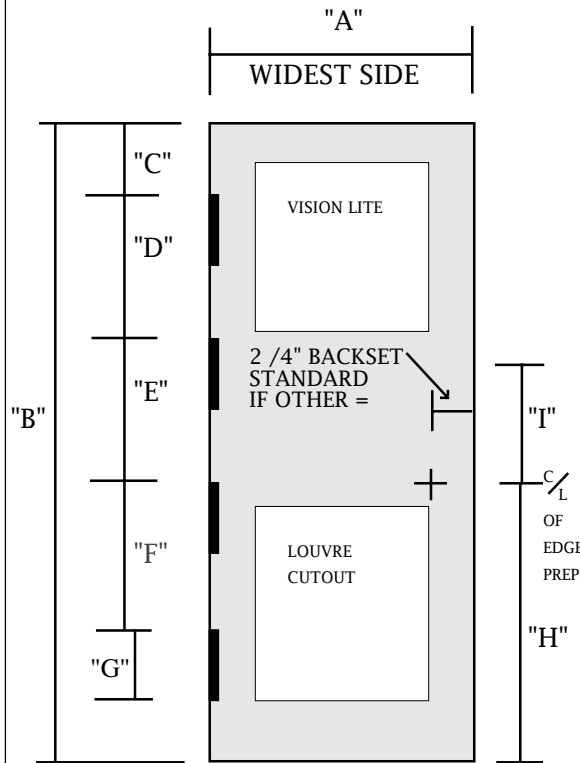 "A"
WIDEST SIDE
"C"
VISION LITE
"D"
2 /4" BACKSET
STANDARD
IF OTHER =
"E"
"B"
"I"
C/L
OF
EDGE
PREP
"F"
LOUVRE
CUTOUT
"H"
"G"